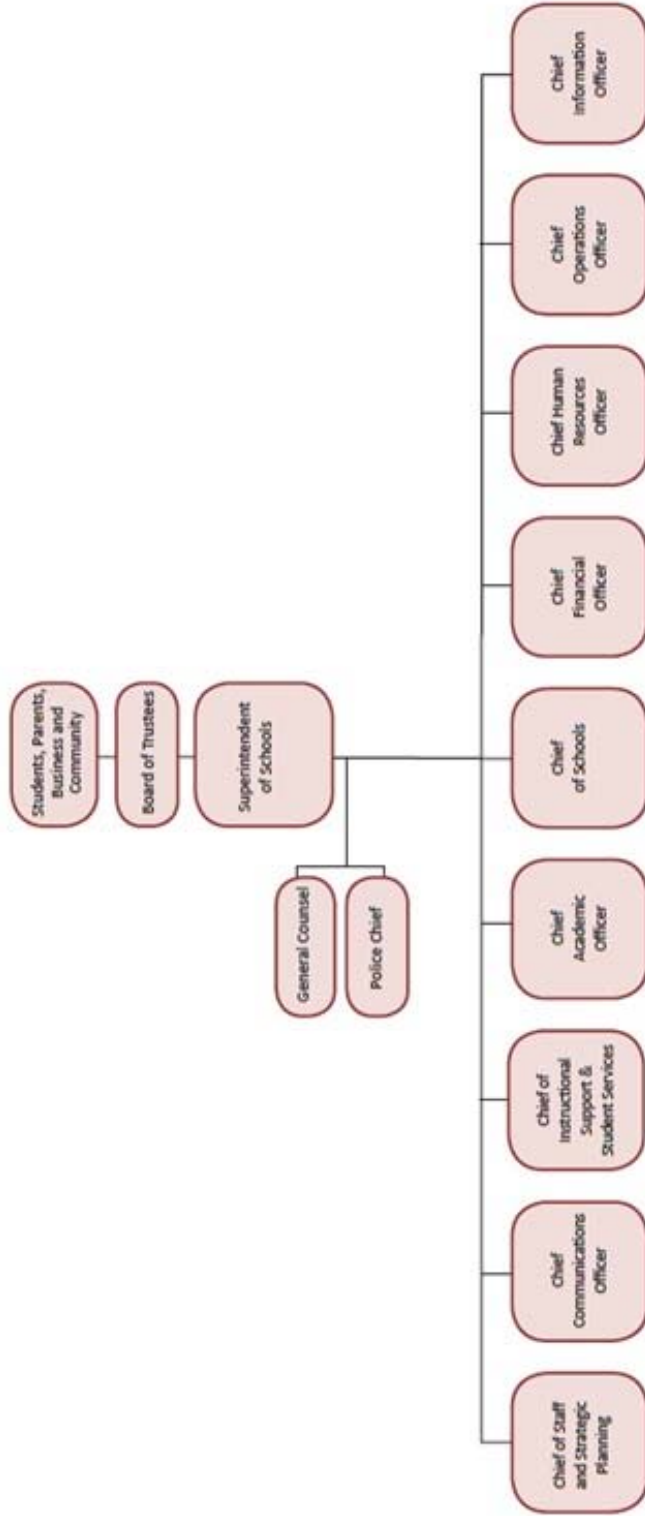 Students, Parents,
Business and
Community
Board of Trustees
Superintendent
of Schools
General Counsel
Police Chief
Chief of Staff
and Strategic
Planning
Chief
Communications
Officer
Chief of
Instructional
Support &
Student Services
Chief
Academic
Officer
Chief
of Schools
Chief
Financial
Officer
Chief Human
Resources
Officer
Chief
Operations
Officer
Chief
Information
Officer